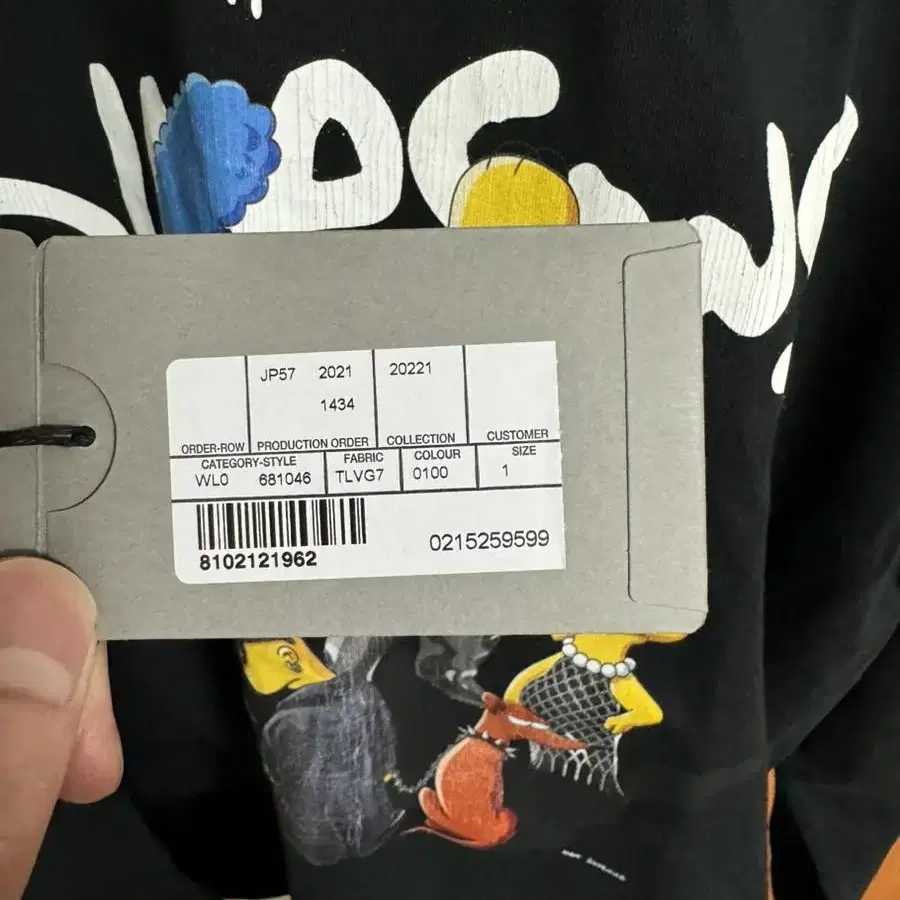 JP57 2021 20221
1434
ORDER-ROW PRODUCTION ORDER COLLECTION CUSTOMER
CATEGORY-STYLE FABRIC COLOUR SIZE
WL0 681046 TLVG7 0100 1
8102121962 0215259599